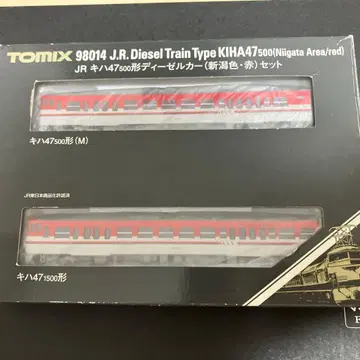 TOMIX 98014 J.R. Diesel Train Type KIHA47 500(Niigata Area/red)
JR キハ47 500形ディーゼルカー(新潟色・赤)セット
キハ47 500形(M)
JR東日本商品化許諾済
キハ47 1500形